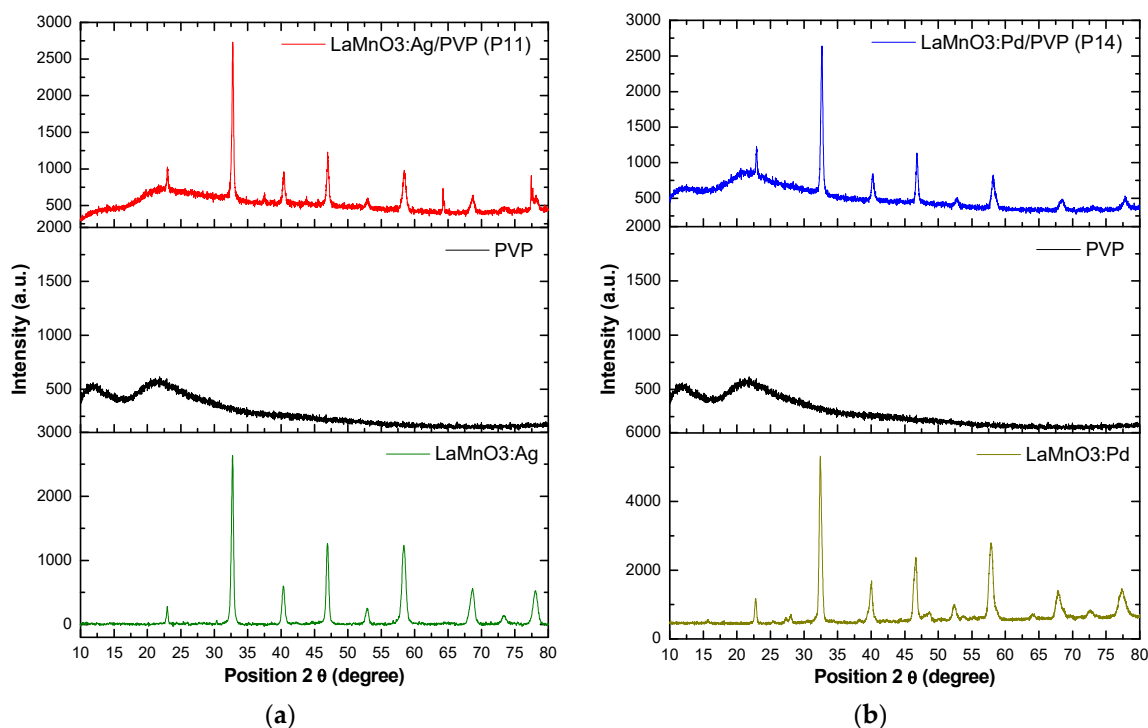 3000
2500
2000
1500
1000
500
2000
LaMnO3:Ag/PVP (P11)
1500
1000
500
3000
PVP
2000
1000
0
LaMnO3:Ag
10 15 20 25 30 35 40 45 50 55 60 65 70 75 80
Position 2 θ (degree)
Intensity (a.u.)
(a)
3000
2500
2000
1500
1000
500
2000
LaMnO3:Pd/PVP (P14)
1500
1000
500
6000
PVP
4000
2000
0
LaMnO3:Pd
10 15 20 25 30 35 40 45 50 55 60 65 70 75 80
Position 2 θ (degree)
Intensity (a.u.)
(b)